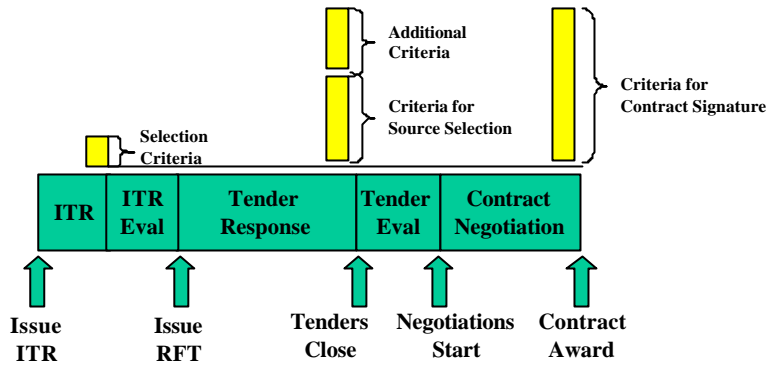 Additional
Criteria
Criteria for
Source Selection
Criteria for
Contract Signature
Selection
Criteria
ITR
ITR
Eval
Tender
Response
Tender
Eval
Contract
Negotiation
Issue
ITR
Issue
RFT
Tenders
Close
Negotiations
Start
Contract
Award